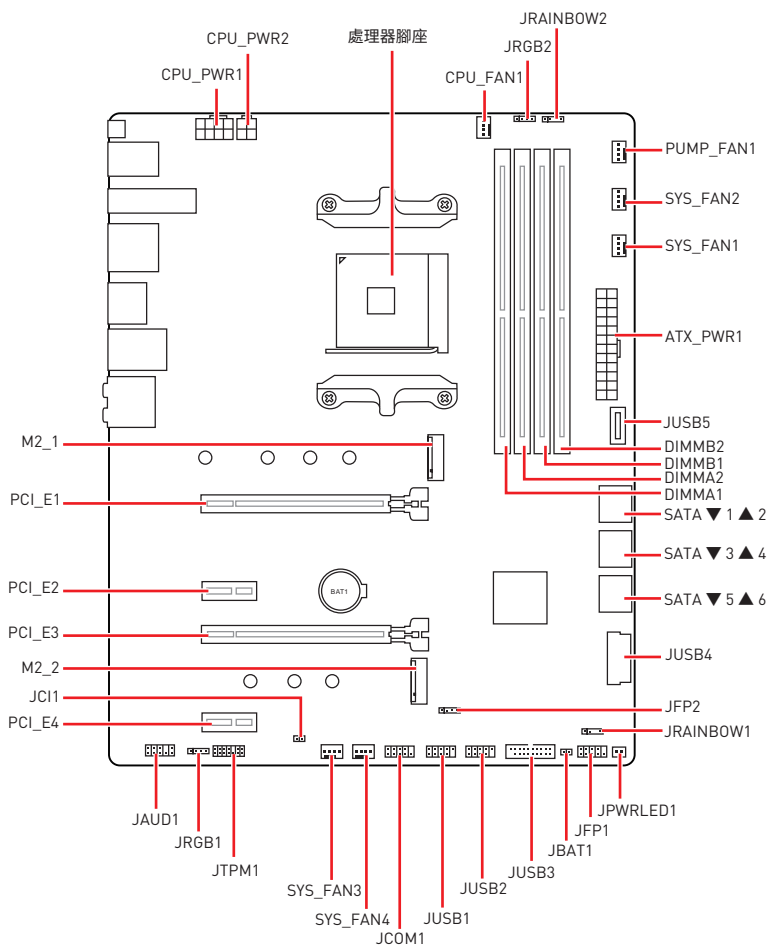 JRAINBOW2
CPU_PWR2
處理器腳座
JRGB2
CPU_PWR1
CPU_FAN1
PUMP_FAN1
SYS_FAN2
SYS_FAN1
ATX_PWR1
JUSB5
M2_1
DIMMB2
DIMMB1
DIMMA2
DIMMA1
PCI_E1
SATA ▼ 1 ▲ 2
SATA ▼ 3 ▲ 4
PCI_E2
BAT1
SATA ▼ 5 ▲ 6
PCI_E3
JUSB4
M2_2
JCI1
JFP2
PCI_E4
JRAINBOW1
JAUD1
JPWRLED1
JRGB1
JFP1
JTPM1
JBAT1
JUSB3
SYS_FAN3
JUSB2
SYS_FAN4
JUSB1
JCOM1